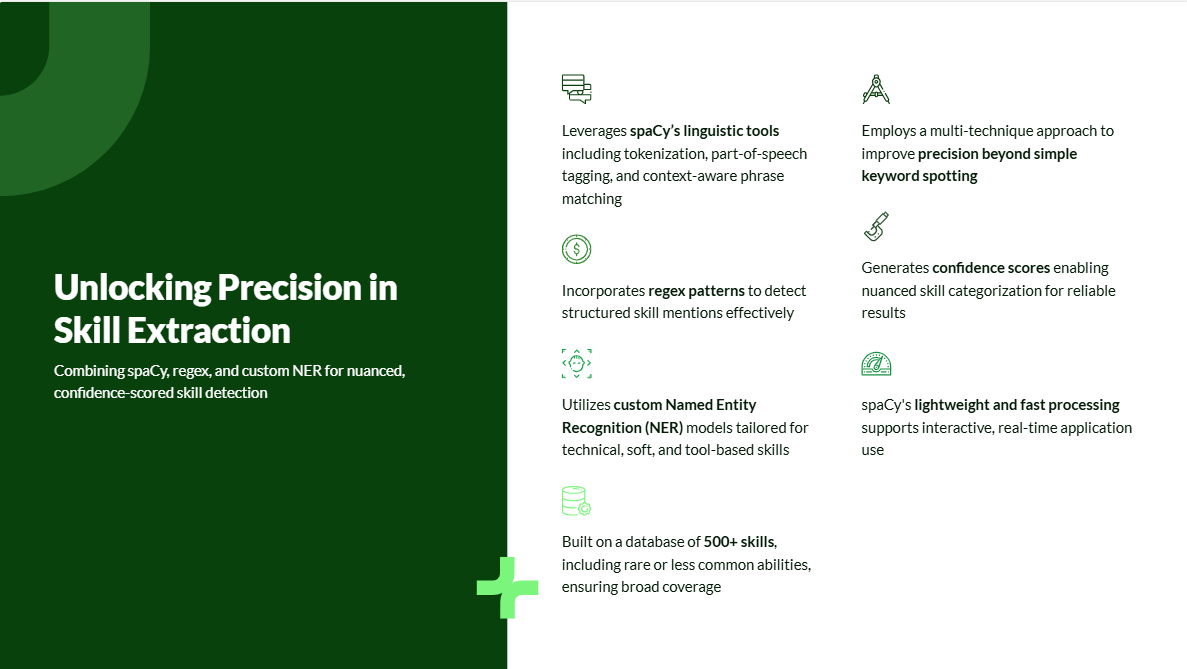 Unlocking Precision in
Skill Extraction
Combining spaCy, regex, and custom NER for nuanced,
confidence-scored skill detection
Leverages spaCy’s linguistic tools
including tokenization, part-of-speech
tagging, and context-aware phrase
matching
Incorporates regex patterns to detect
structured skill mentions effectively
Utilizes custom Named Entity
Recognition (NER) models tailored for
technical, soft, and tool-based skills
Built on a database of 500+ skills,
including rare or less common abilities,
ensuring broad coverage
Employs a multi-technique approach to
improve precision beyond simple
keyword spotting
Generates confidence scores enabling
nuanced skill categorization for reliable
results
spaCy's lightweight and fast processing
supports interactive, real-time application
use